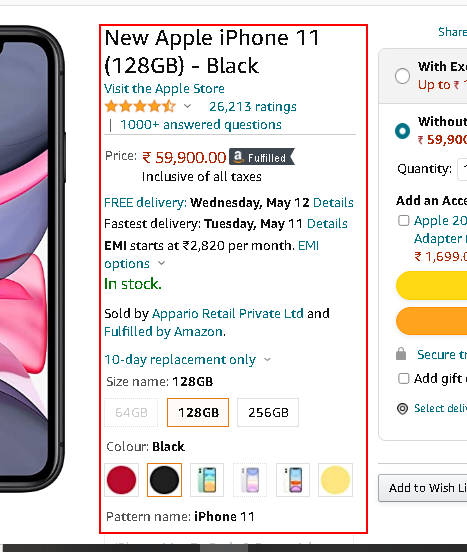 New Apple iPhone 11
(128GB) - Black
Visit the Apple Store
26,213 ratings
| 1000+ answered questions
Price: ₹ 59,900.00 a Fulfilled
Inclusive of all taxes
FREE delivery: Wednesday, May 12 Details
Fastest delivery: Tuesday, May 11 Details
EMI starts at ₹2,820 per month. EMI
options
In stock.
Sold by Appario Retail Private Ltd and
Fulfilled by Amazon.
10-day replacement only
Size name: 128GB
64GB 128GB 256GB
Colour: Black
Pattern name: iPhone 11
Share
With Exc
Up to ₹ 1
Without
₹ 59,900
Quantity: 1
Add an Acce
Apple 20
Adapter
₹ 1,699.0
Secure tr
Add gift
Select deliv
Add to Wish Li